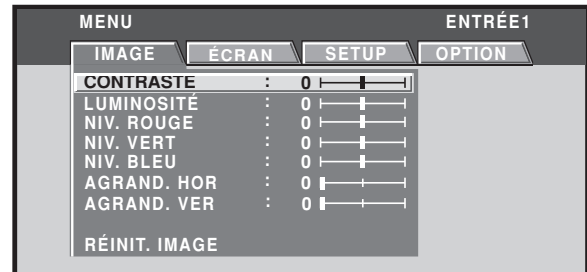 MENU ENTRÉE1
IMAGE ÉCRAN SETUP OPTION
CONTRASTE : 0
LUMINOSITÉ : 0
NIV. ROUGE : 0
NIV. VERT : 0
NIV. BLEU : 0
AGRAND. HOR : 0
AGRAND. VER : 0
RÉINIT. IMAGE